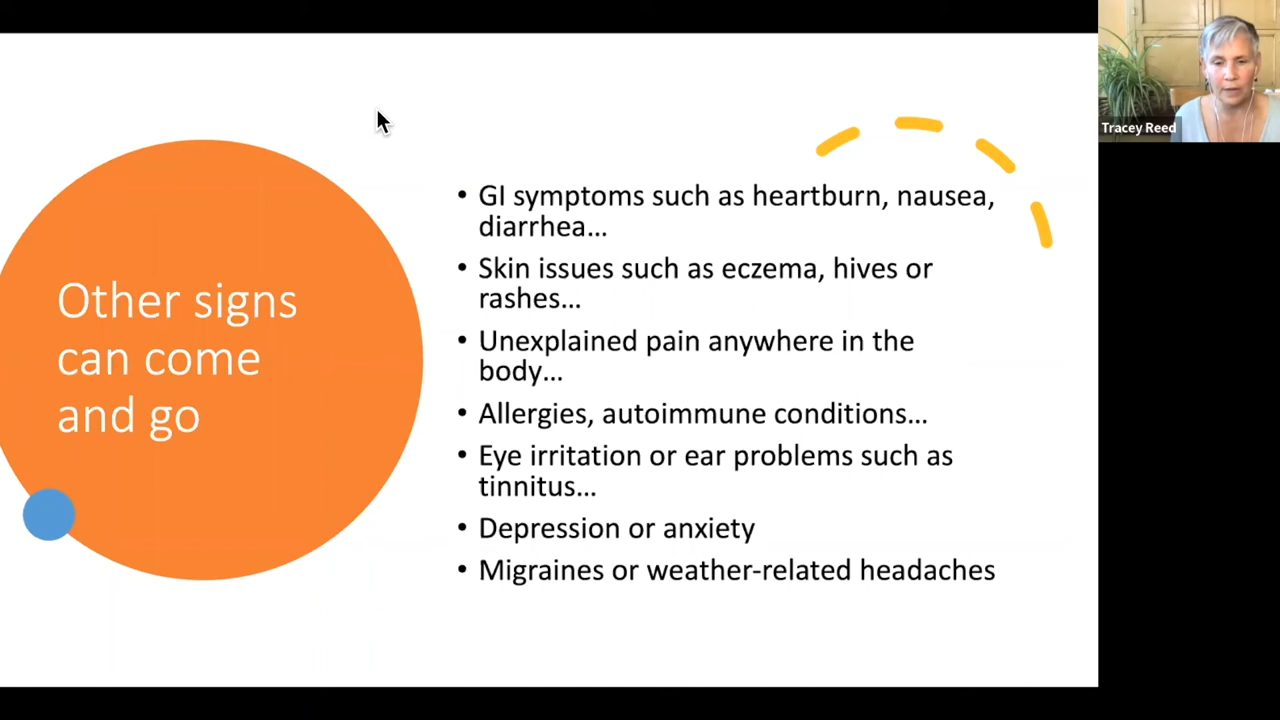 Other signs
can come
and go
• GI symptoms such as heartburn, nausea,
diarrhea…
• Skin issues such as eczema, hives or
rashes…
• Unexplained pain anywhere in the
body…
• Allergies, autoimmune conditions…
• Eye irritation or ear problems such as
tinnitus…
• Depression or anxiety
• Migraines or weather-related headaches
Tracey Reed